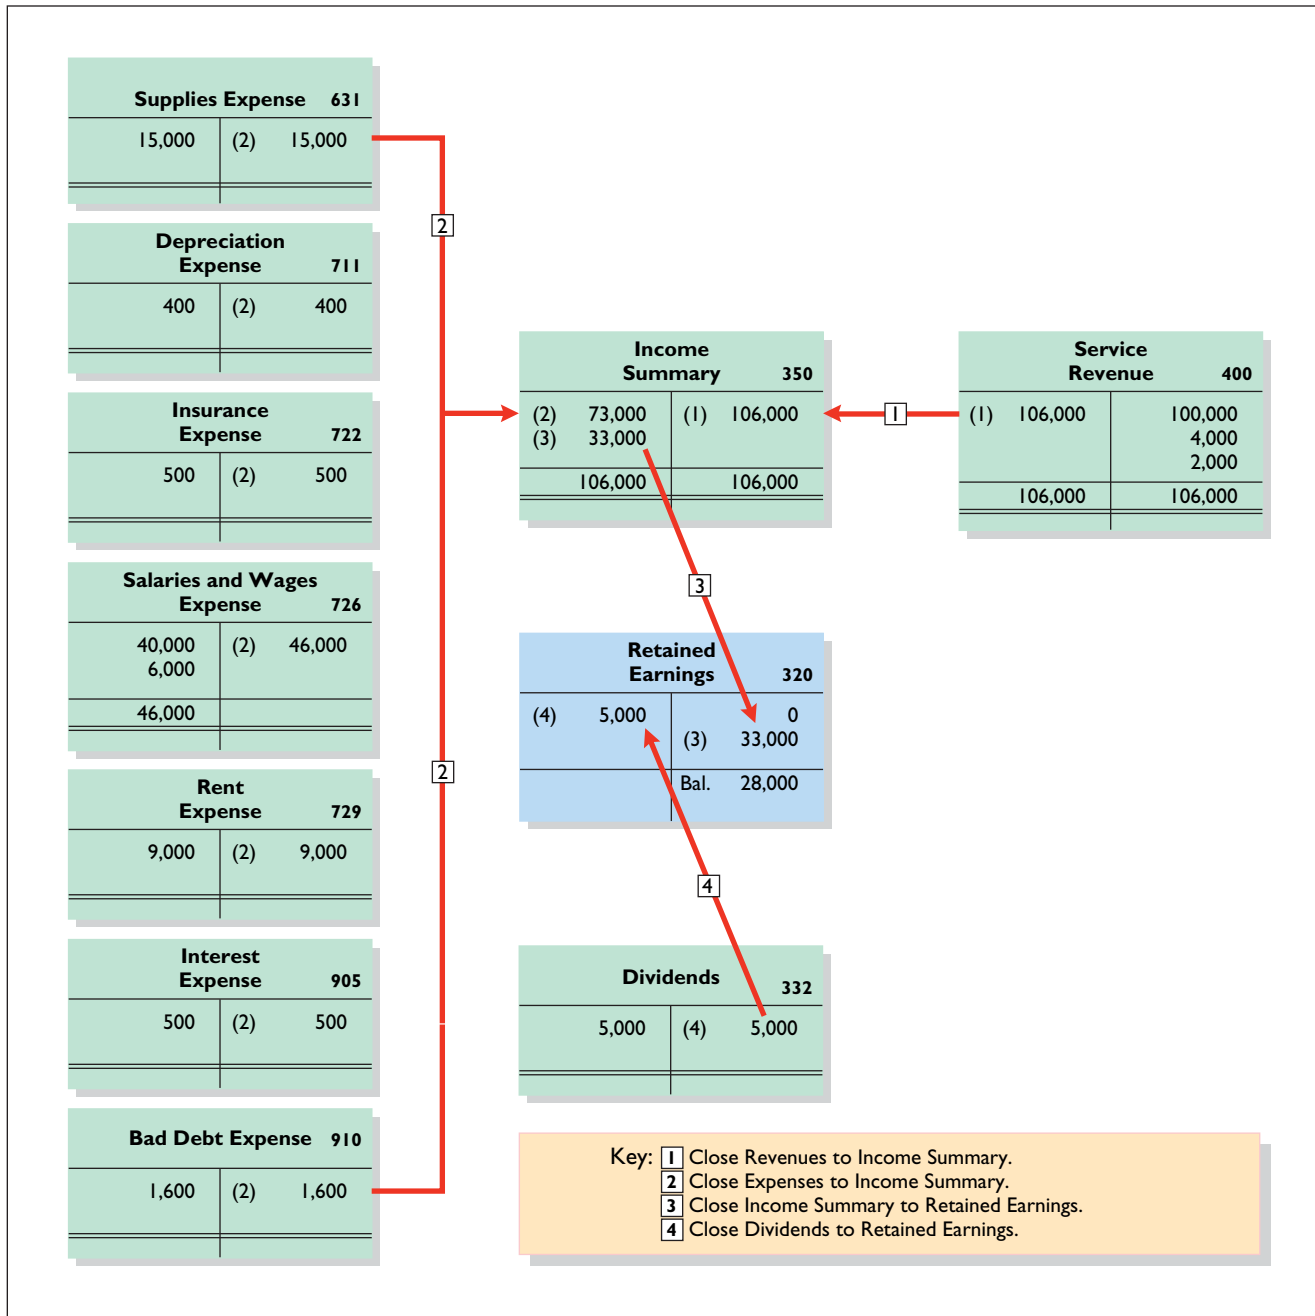 Supplies Expense 631
15,000 (2) 15,000
Depreciation
Expense 711
400 (2) 400
Insurance
Expense 722
500 (2) 500
Salaries and Wages
Expense 726
40,000 (2) 46,000
6,000
46,000
Rent
Expense 729
9,000 (2) 9,000
Interest
Expense 905
500 (2) 500
Bad Debt Expense 910
1,600 (2) 1,600
2
2
Income
Summary 350
(2) 73,000 (1) 106,000
(3) 33,000
106,000 106,000
1
Service
Revenue 400
(1) 106,000 100,000
4,000
2,000
106,000 106,000
3
Retained
Earnings 320
(4) 5,000 0
(3) 33,000
Bal. 28,000
4
Dividends 332
5,000 (4) 5,000
Key: 1 Close Revenues to Income Summary.
2 Close Expenses to Income Summary.
3 Close Income Summary to Retained Earnings.
4 Close Dividends to Retained Earnings.